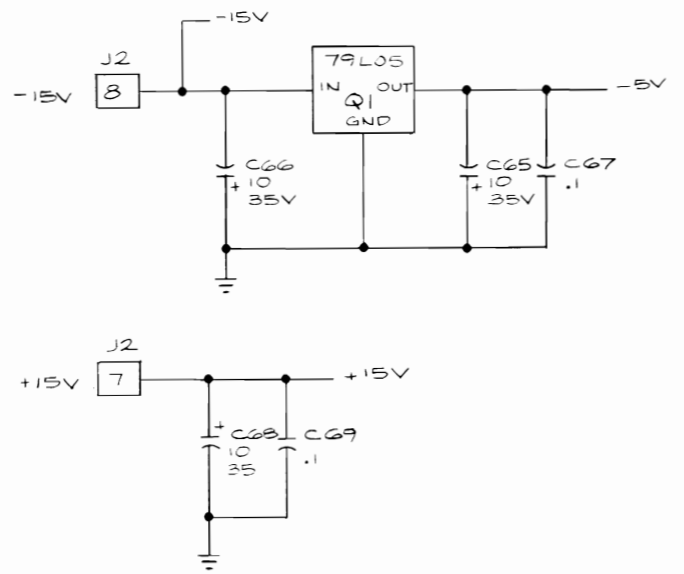 -15V
J2
-15V
8
79L05
IN OUT
Q1
GND
-5V
C66
+ 10
35V
C65
+ 10
35V
C67
.1
J2
+15V
7
+15V
+ C68
10
35
C69
.1